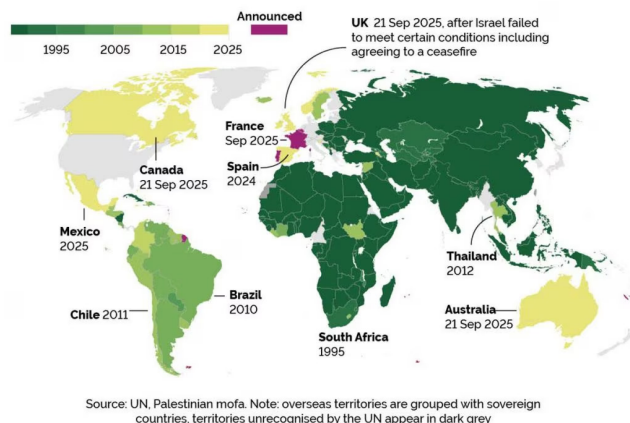 Announced
1995
2005
2015
2025
UK 21 Sep 2025, after Israel failed
to meet certain conditions including
agreeing to a ceasefire
France
Sep 2025
Spain
2024
Canada
21 Sep 2025
Mexico
2025
Thailand
2012
Brazil
2010
Chile 2011
Australia
21 Sep 2025
South Africa
1995
Source: UN, Palestinian mofa. Note: overseas territories are grouped with sovereign
countries, territories unrecognised by the UN appear in dark grey